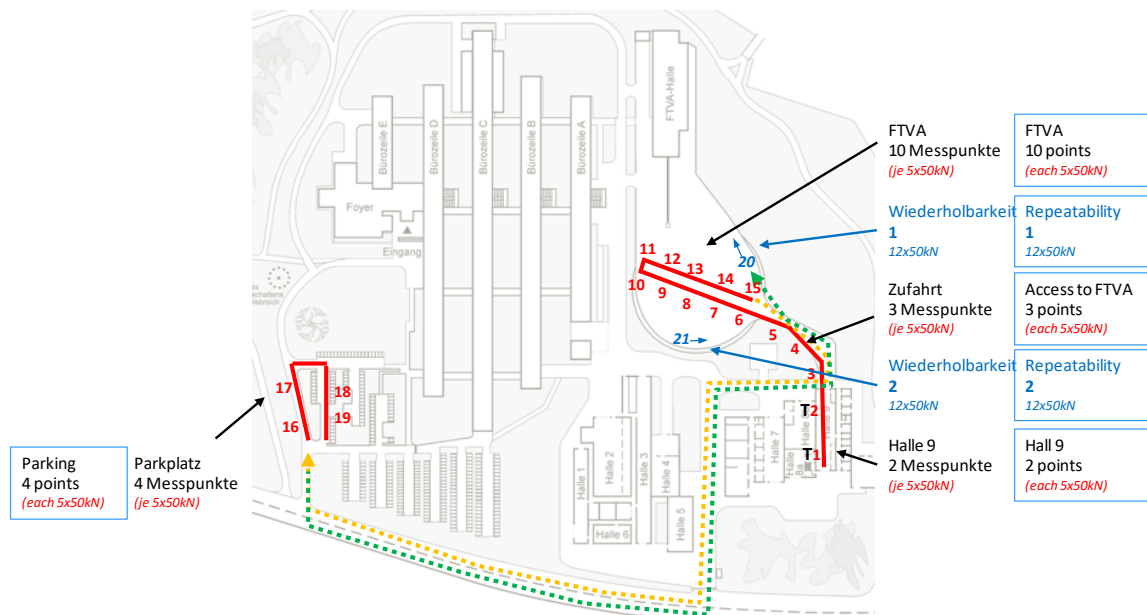 FTVA-Halle
Bürozeile E
Bürozeile D
Bürozeile C
Bürozeile B
Bürozeile A
Foyer
Eingang
FTVA
10 Messpunkte
(je 5x50kN)
FTVA
10 points
(each 5x50kN)
Wiederholbarkeit
1
12x50kN
Repeatability
1
12x50kN
Zufahrt
3 Messpunkte
(je 5x50kN)
Access to FTVA
3 points
(each 5x50kN)
Wiederholbarkeit
2
12x50kN
Repeatability
2
12x50kN
Halle 9
2 Messpunkte
(je 5x50kN)
Hall 9
2 points
(each 5x50kN)
Parking
4 points
(each 5x50kN)
Parkplatz
4 Messpunkte
(je 5x50kN)
11
12
13
14
15
10
9
8
7
6
5
4
3
20
21
T2
T1
17
18
16
19
Halle 1
Halle 2
Halle 3
Halle 4
Halle 5
Halle 6
Halle 7
8a